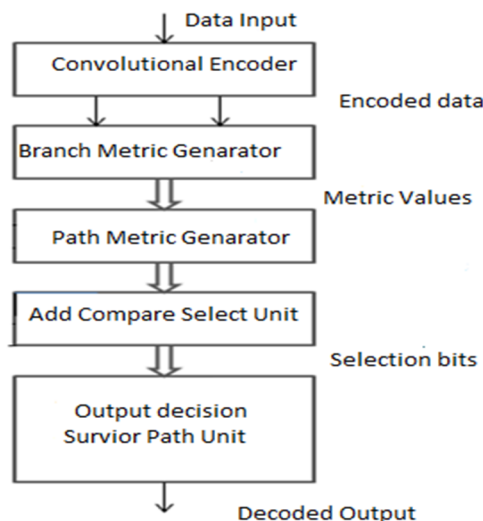 Data Input
Convolutional Encoder
Encoded data
Branch Metric Genarator
Metric Values
Path Metric Genarator
Add Compare Select Unit
Selection bits
Output decision
Survior Path Unit
Decoded Output